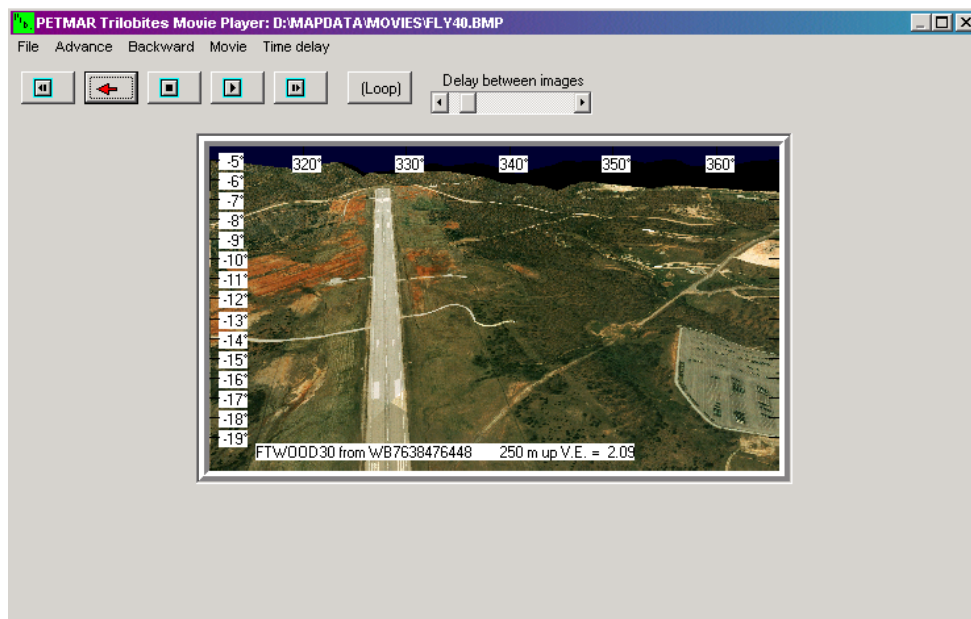 PETMAR Trilobites Movie Player: D:\MAPDATA\MOVIES\FLY40.BMP
File Advance Backward Movie Time delay
(Loop)
Delay between images
320° 330° 340° 350° 360°
-5°
-6°
-7°
-8°
-9°
-10°
-11°
-12°
-13°
-14°
-15°
-16°
-17°
-18°
-19°
FTWOOD30 from WB7638476448 250 m up V.E. = 2.09